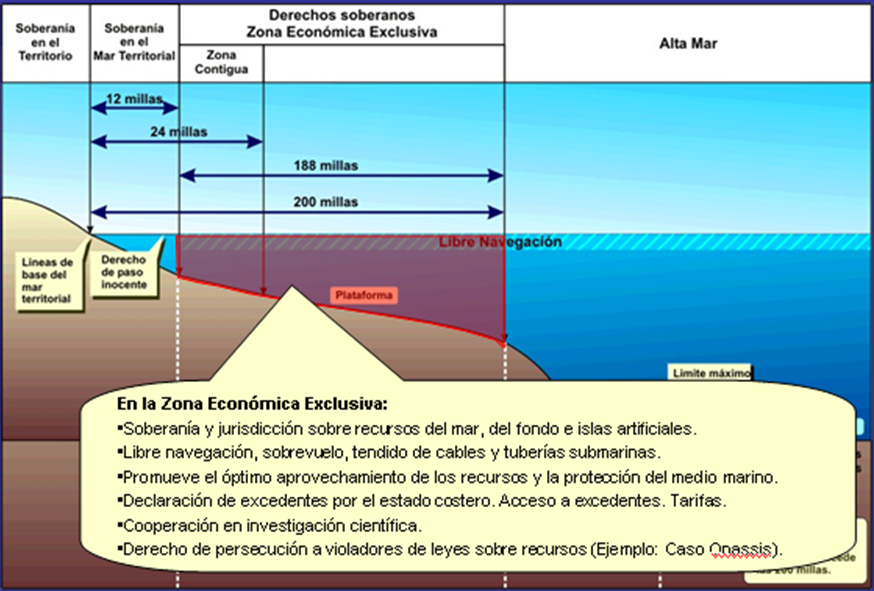 Soberanía
en el
Territorio
Soberanía
en el
Mar Territorial
Derechos soberanos
Zona Económica Exclusiva
Zona
Contigua
Alta Mar
12 millas
24 millas
188 millas
200 millas
Libre Navegación
Líneas de
base del
mar
territorial
Derecho
de paso
inocente
Plataforma
Limite máximo
En la Zona Económica Exclusiva:
▪Soberanía y jurisdicción sobre recursos del mar, del fondo e islas artificiales.
▪Libre navegación, sobrevuelo, tendido de cables y tuberías submarinas.
▪Promueve el óptimo aprovechamiento de los recursos y la protección del medio marino.
▪Declaración de excedentes por el estado costero. Acceso a excedentes. Tarifas.
▪Cooperación en investigación científica.
▪Derecho de persecución a violadores de leyes sobre recursos (Ejemplo: Caso Onassis).
200 millas.